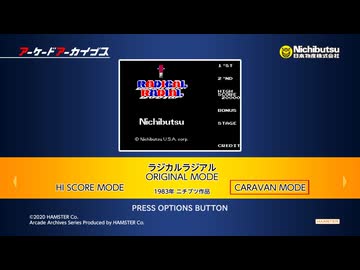 アーケードアーカイブス
Nichibutsu
日本物産株式会社
1'ST
2'ND
HIGH SCORE
20000
BONUS
STAGE
CREDIT
RADICAL RADIAL
Nichibutsu
© Nichibutsu U.S.A. corp.
ラジカルラジアル
ORIGINAL MODE
HI SCORE MODE
1983年 ニチブツ作品
CARAVAN MODE
PRESS OPTIONS BUTTON
©2020 HAMSTER Co.
Arcade Archives Series Produced by HAMSTER Co.
HAMSTER